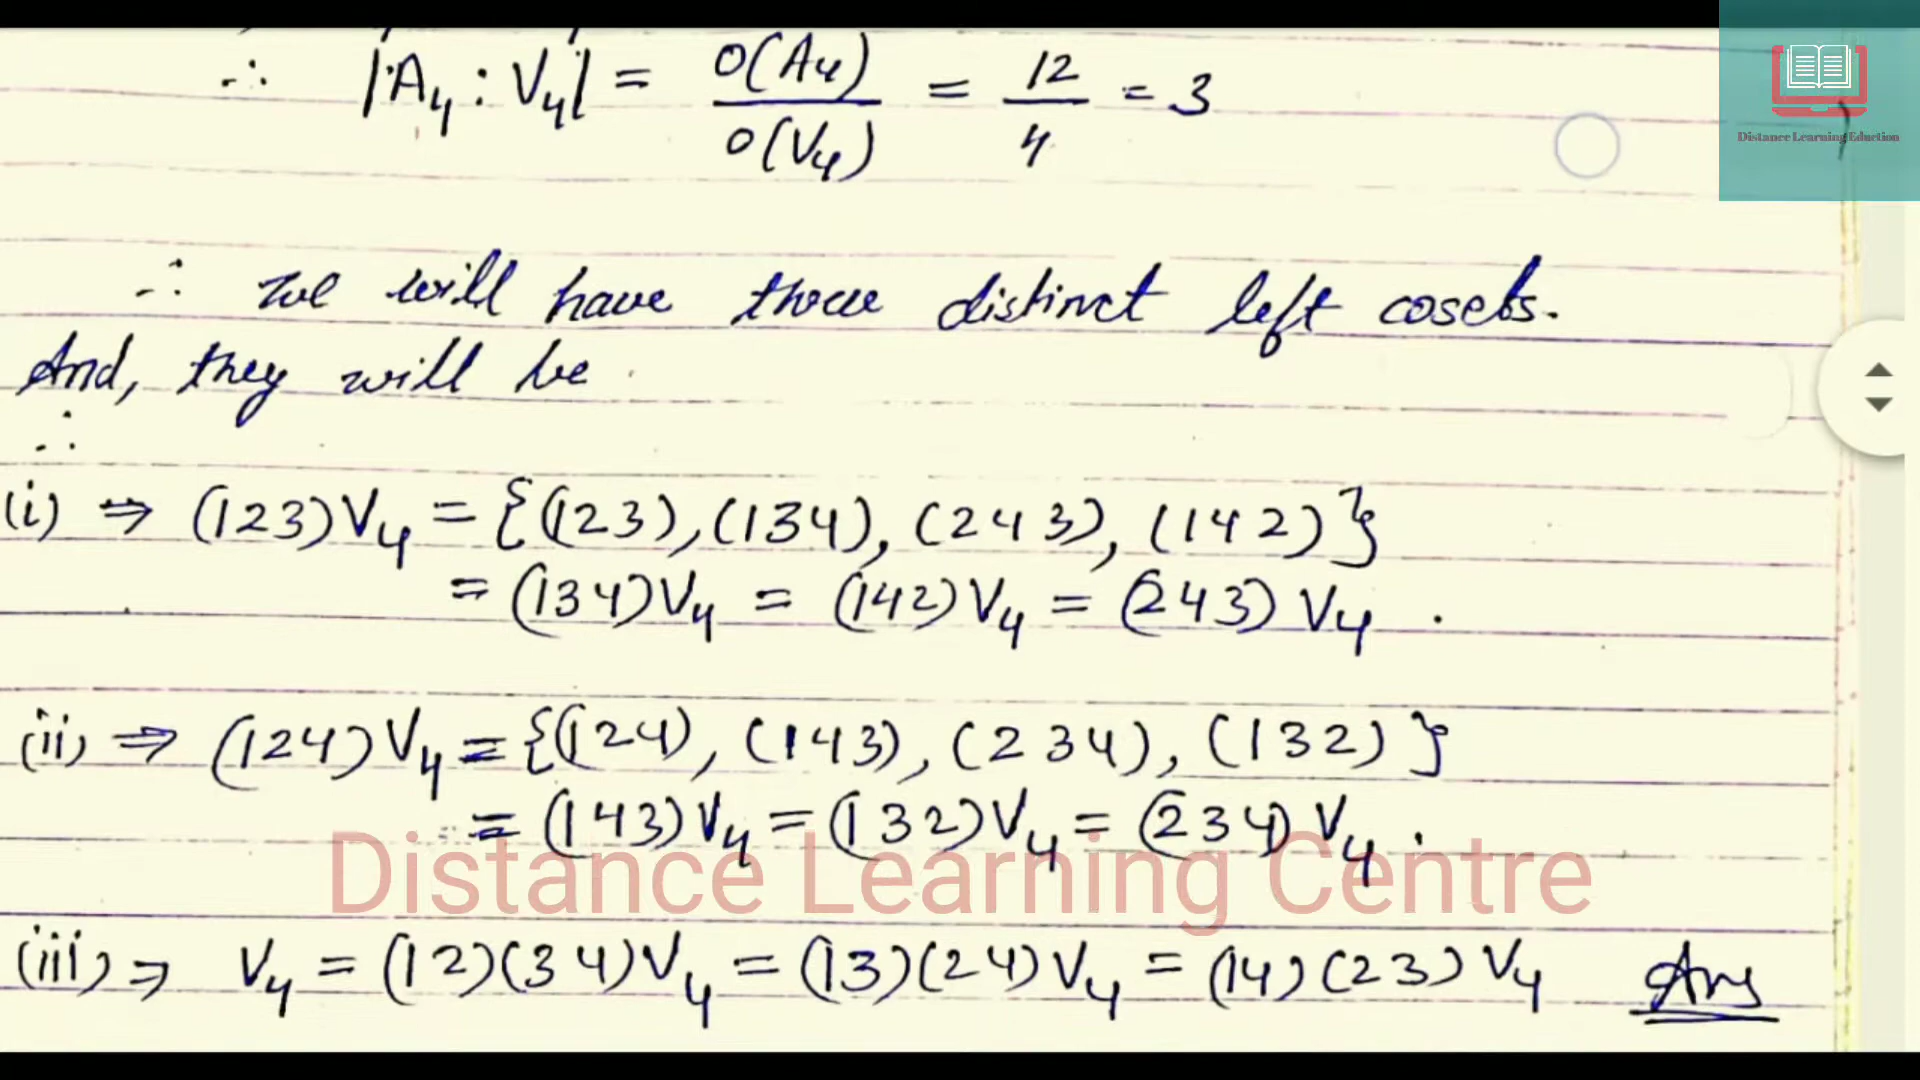 ∴ |A₄ : V₄| = O(A₄) / O(V₄) = 12 / 4 = 3
Distance Learning Eduction
∴ we will have three distinct left cosets.
And, they will be
∴
(i) ⇒ (123)V₄ = {(123), (134), (243), (142)}
= (134)V₄ = (142)V₄ = (243)V₄.
(ii) ⇒ (124)V₄ = {(124), (143), (234), (132)}
= (143)V₄ = (132)V₄ = (234)V₄.
Distance Learning Centre
(iii) ⇒ V₄ = (12)(34)V₄ = (13)(24)V₄ = (14)(23)V₄ Ans